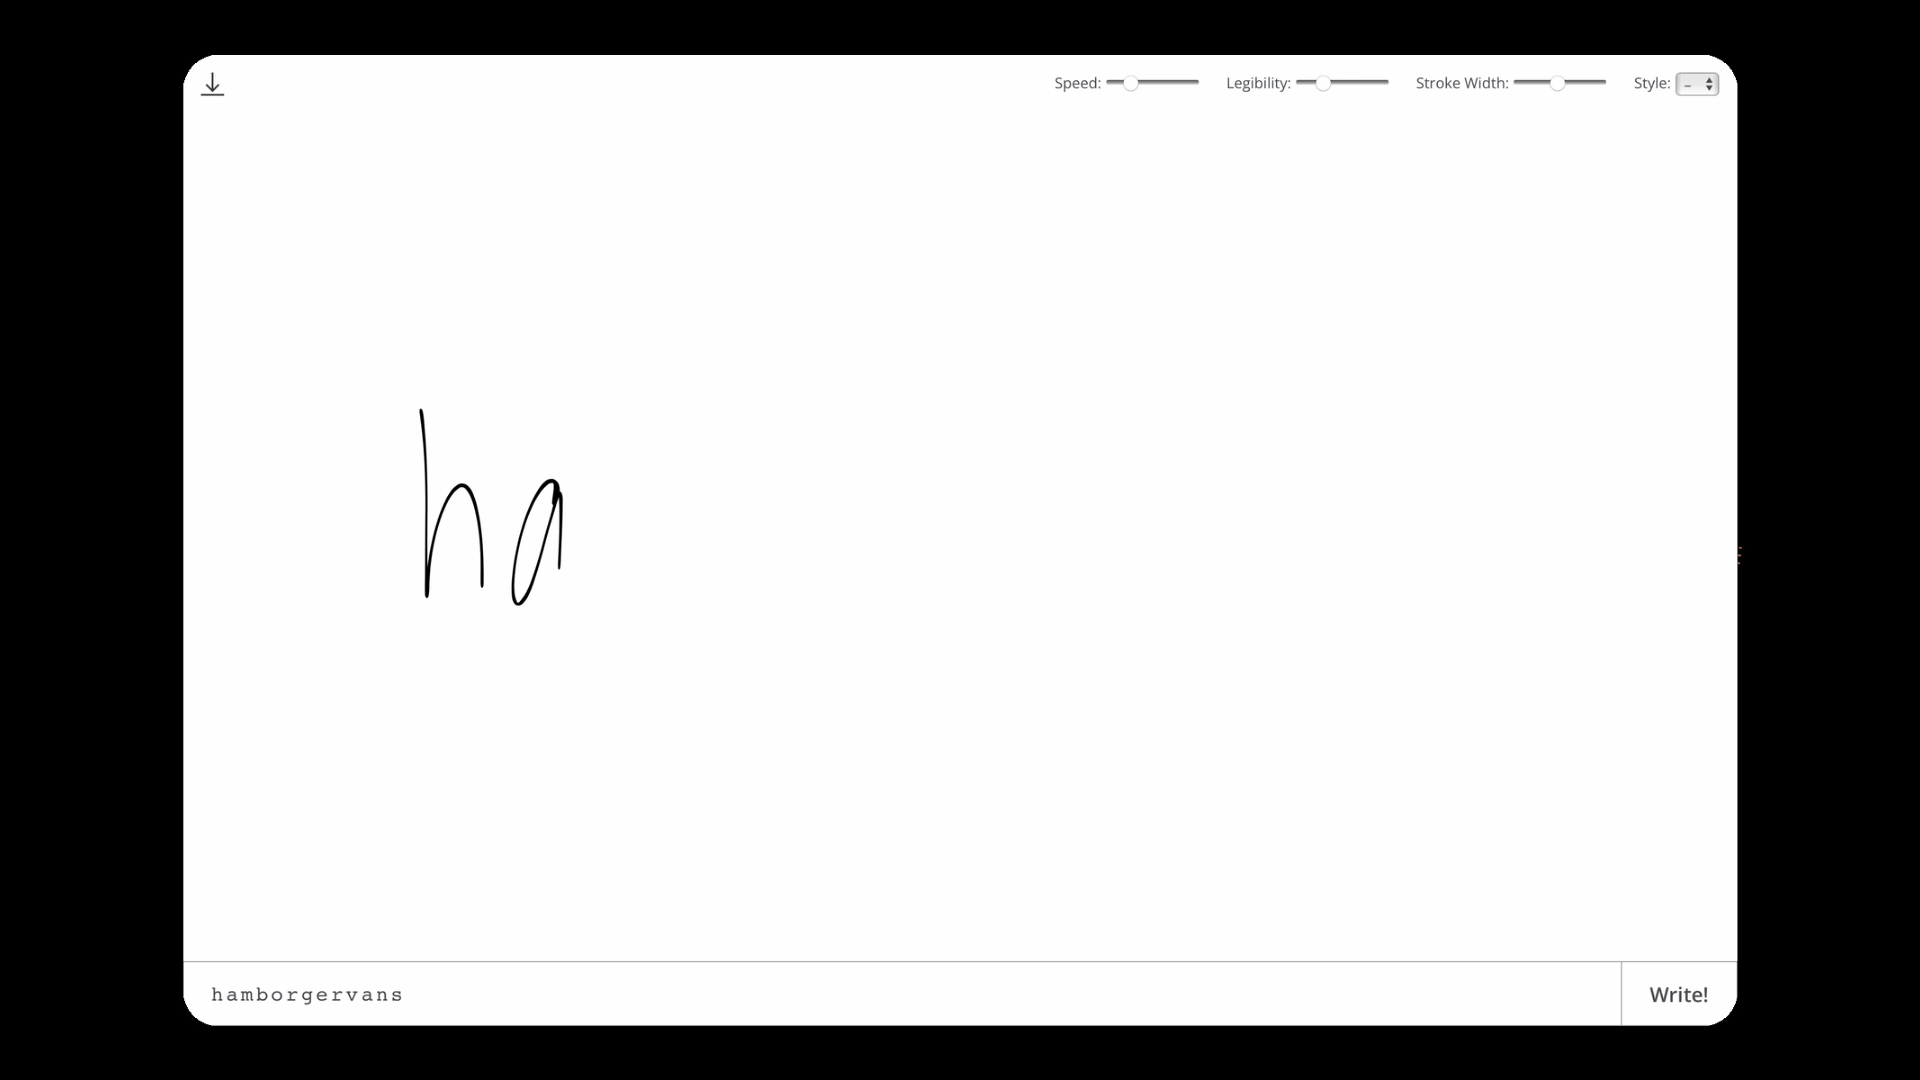 Speed: Legibility: Stroke Width: Style: –
ha
hamborgervans Write!